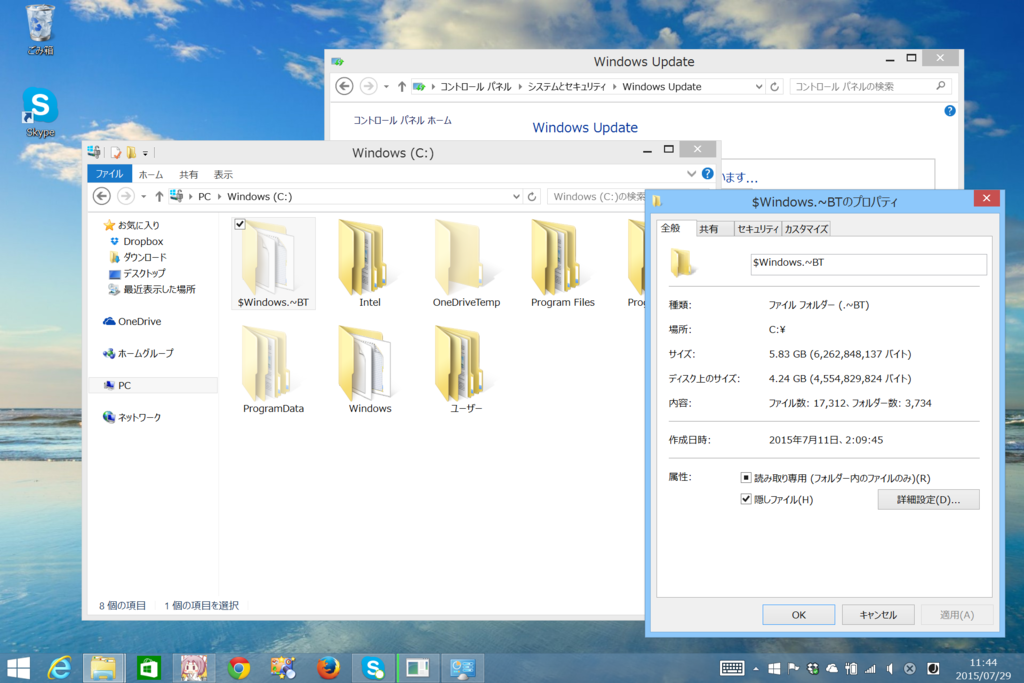 ごみ箱
Skype
Windows Update
コントロール パネル
システムとセキュリティ
Windows Update
コントロール パネルの検索
コントロール パネル ホーム
Windows Update
います...
Windows (C:)
ファイル
ホーム
共有
表示
PC
Windows (C:)
Windows (C:)の検索
お気に入り
Dropbox
ダウンロード
デスクトップ
最近表示した場所
OneDrive
ホームグループ
PC
ネットワーク
$Windows.~BT
Intel
OneDriveTemp
Program Files
ProgramData
Windows
ユーザー
8 個の項目
1 個の項目を選択
$Windows.~BTのプロパティ
全般
共有
セキュリティ
カスタマイズ
$Windows.~BT
種類:
ファイル フォルダー (.~BT)
場所:
C:¥
サイズ:
5.83 GB (6,262,848,137 バイト)
ディスク上のサイズ:
4.24 GB (4,554,829,824 バイト)
内容:
ファイル数: 17,312、フォルダー数: 3,734
作成日時:
2015年7月11日、2:09:45
属性:
読み取り専用 (フォルダー内のファイルのみ)(R)
隠しファイル(H)
詳細設定(D)...
OK
キャンセル
適用(A)
11:44
2015/07/29